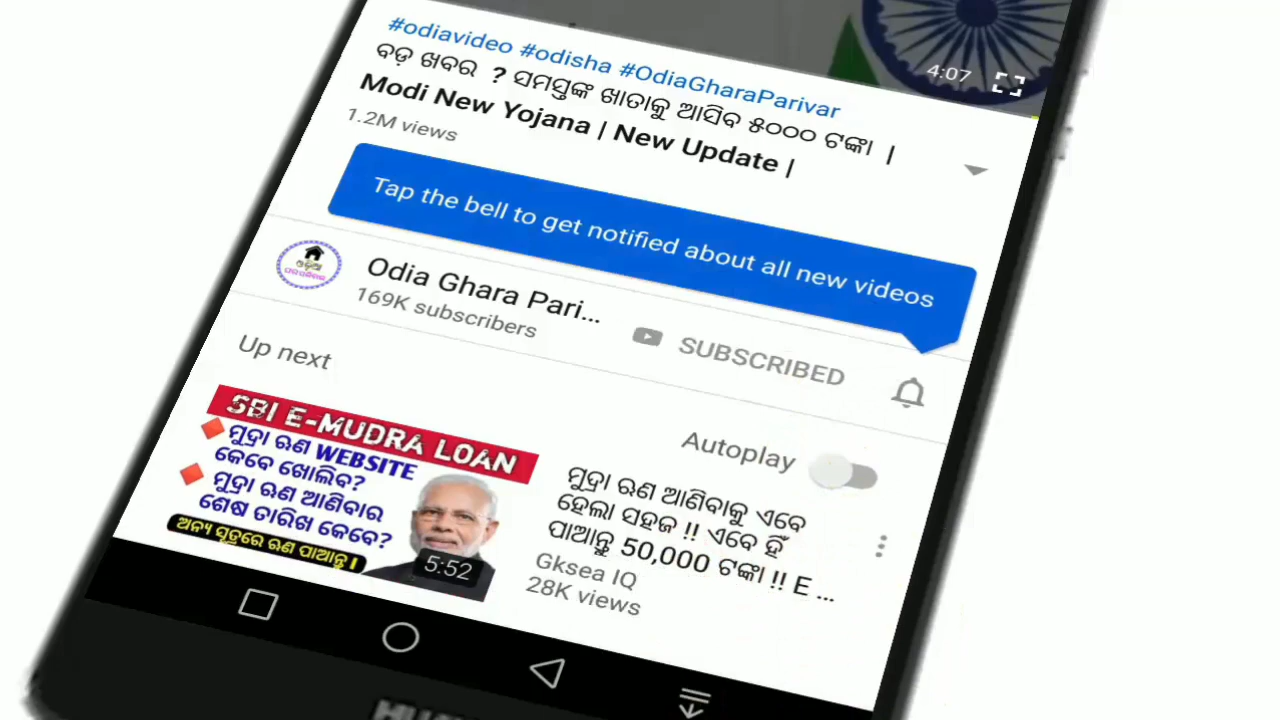 4:07
#odiavideo #odisha #OdiaGharaParivar
ବଡ଼ ଖବର ? ସମସ୍ତଙ୍କ ଖାତାକୁ ଆସିବ ୫୦୦୦ ଟଙ୍କା |
Modi New Yojana | New Update |
1.2M views
Tap the bell to get notified about all new videos
ଓଡ଼ିଆ
ଘର ପରିବାର
Odia Ghara Pari...
169K subscribers
SUBSCRIBED
Up next
Autoplay
SBI E-MUDRA LOAN
ମୁଦ୍ରା ଋଣ WEBSITE
କେବେ ଖୋଲିବ?
ମୁଦ୍ରା ଋଣ ଆଣିବାର
ଶେଷ ତାରିଖ କେବେ?
ଅନ୍ୟ ସୂତ୍ରରେ ଋଣ ପାଆନ୍ତୁ ।
5:52
ମୁଦ୍ରା ଋଣ ଆଣିବାକୁ ଏବେ
ହେଲା ସହଜ !! ଏବେ ହିଁ
ପାଆନ୍ତୁ 50,000 ଟଙ୍କା !! E ...
Gksea IQ
28K views